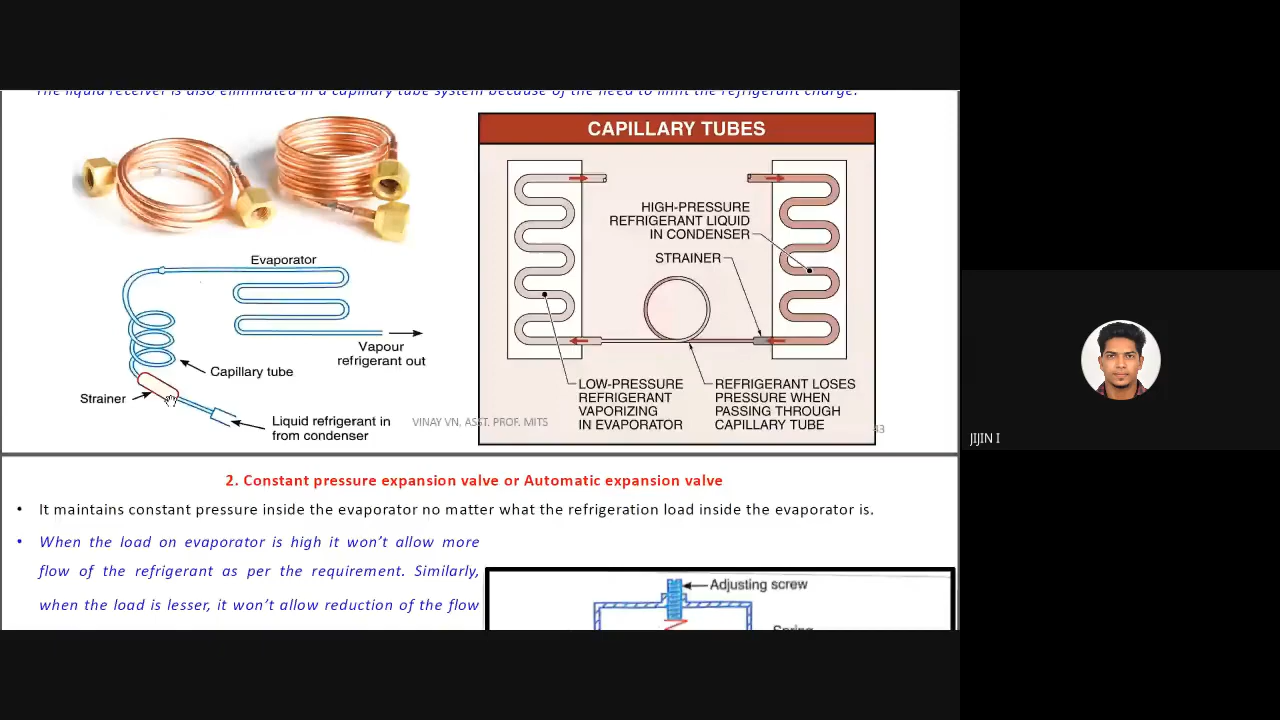 The liquid receiver is also eliminated in a capillary tube system because of the need to limit the refrigerant charge.
CAPILLARY TUBES
HIGH-PRESSURE
REFRIGERANT LIQUID
IN CONDENSER
STRAINER
LOW-PRESSURE
REFRIGERANT
VAPORIZING
IN EVAPORATOR
REFRIGERANT LOSES
PRESSURE WHEN
PASSING THROUGH
CAPILLARY TUBE
Evaporator
Vapour
refrigerant out
Capillary tube
Strainer
Liquid refrigerant in
from condenser
VINAY VN. ASST. PROF. MITS
43
2. Constant pressure expansion valve or Automatic expansion valve
• It maintains constant pressure inside the evaporator no matter what the refrigeration load inside the evaporator is.
• When the load on evaporator is high it won’t allow more
flow of the refrigerant as per the requirement. Similarly,
when the load is lesser, it won’t allow reduction of the flow
Adjusting screw
Spring
JIJIN I